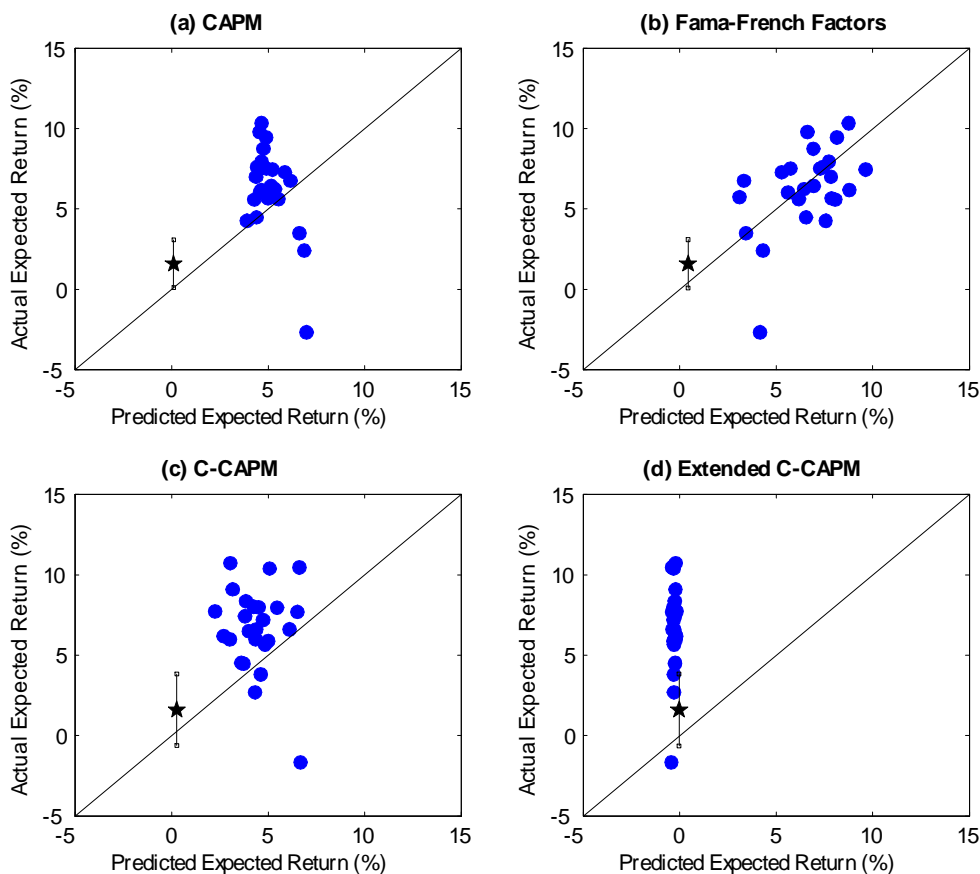 (a) CAPM
15
10
5
0
-5
-5 0 5 10 15
Actual Expected Return (%)
Predicted Expected Return (%)
(b) Fama-French Factors
15
10
5
0
-5
-5 0 5 10 15
Actual Expected Return (%)
Predicted Expected Return (%)
(c) C-CAPM
15
10
5
0
-5
-5 0 5 10 15
Actual Expected Return (%)
Predicted Expected Return (%)
(d) Extended C-CAPM
15
10
5
0
-5
-5 0 5 10 15
Actual Expected Return (%)
Predicted Expected Return (%)